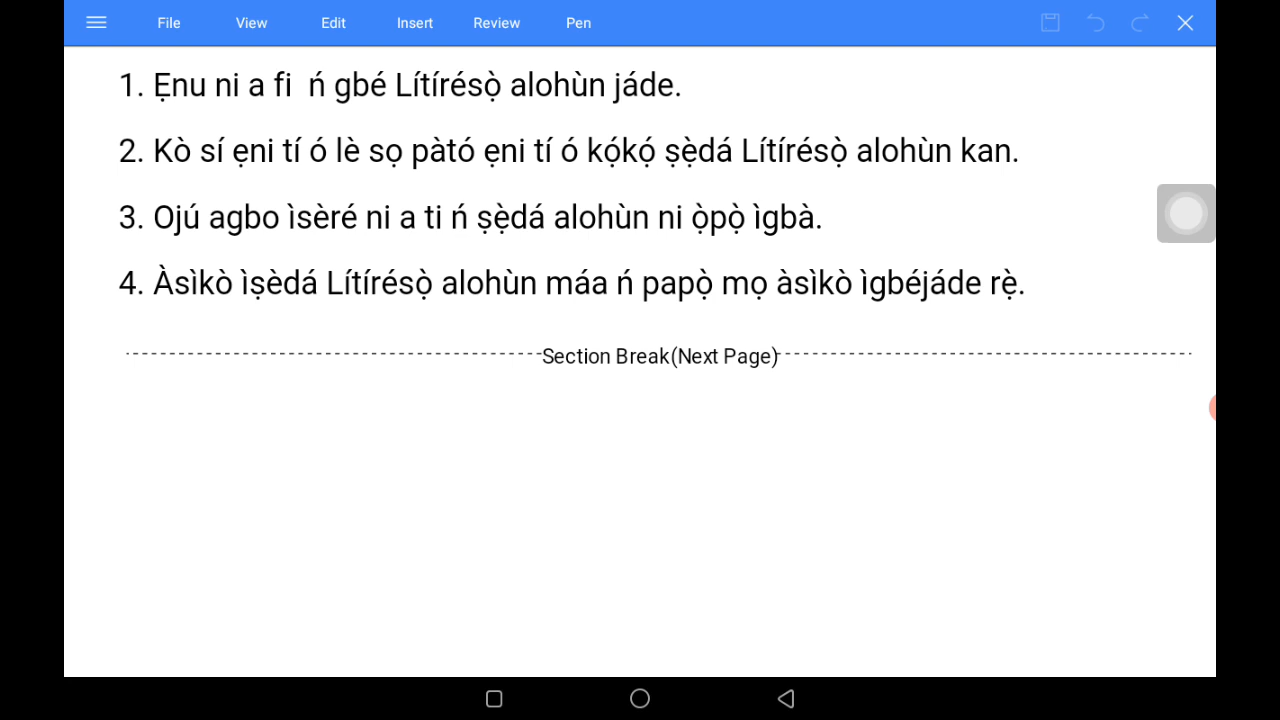 File View Edit Insert Review Pen
1. Ẹnu ni a fi ń gbé Lítírésọ̀ alohùn jáde.
2. Kò sí ẹni tí ó lè sọ pàtó ẹni tí ó kọ́kọ́ ṣẹ̀dá Lítírésọ̀ alohùn kan.
3. Ojú agbo ìsèré ni a ti ń ṣẹ̀dá alohùn ni ọ̀pọ̀ ìgbà.
4. Àsìkò ìṣèdá Lítírésọ̀ alohùn máa ń papọ̀ mọ àsìkò ìgbéjáde rẹ̀.
Section Break(Next Page)